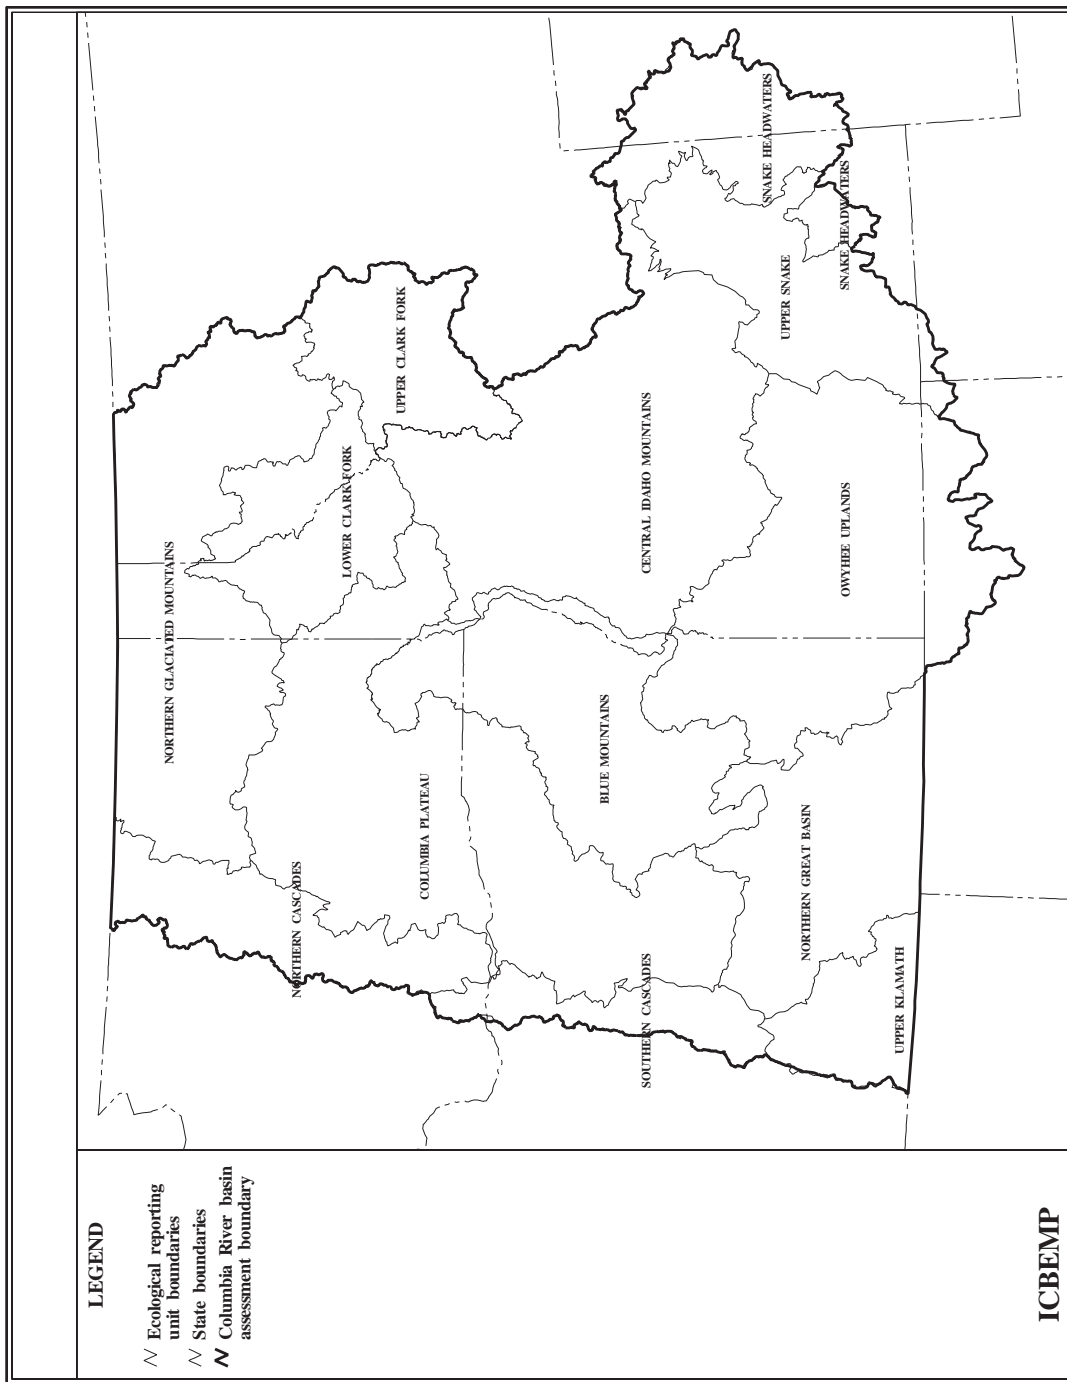 NORTHERN GLACIATED MOUNTAINS
NORTHERN CASCADES
LOWER CLARK FORK
UPPER CLARK FORK
COLUMBIA PLATEAU
BLUE MOUNTAINS
CENTRAL IDAHO MOUNTAINS
SOUTHERN CASCADES
SNAKE HEADWATERS
UPPER SNAKE
SNAKE HEADWATERS
NORTHERN GREAT BASIN
OWYHEE UPLANDS
UPPER KLAMATH
LEGEND
Ecological reporting
unit boundaries
State boundaries
Columbia River basin
assessment boundary
ICBEMP